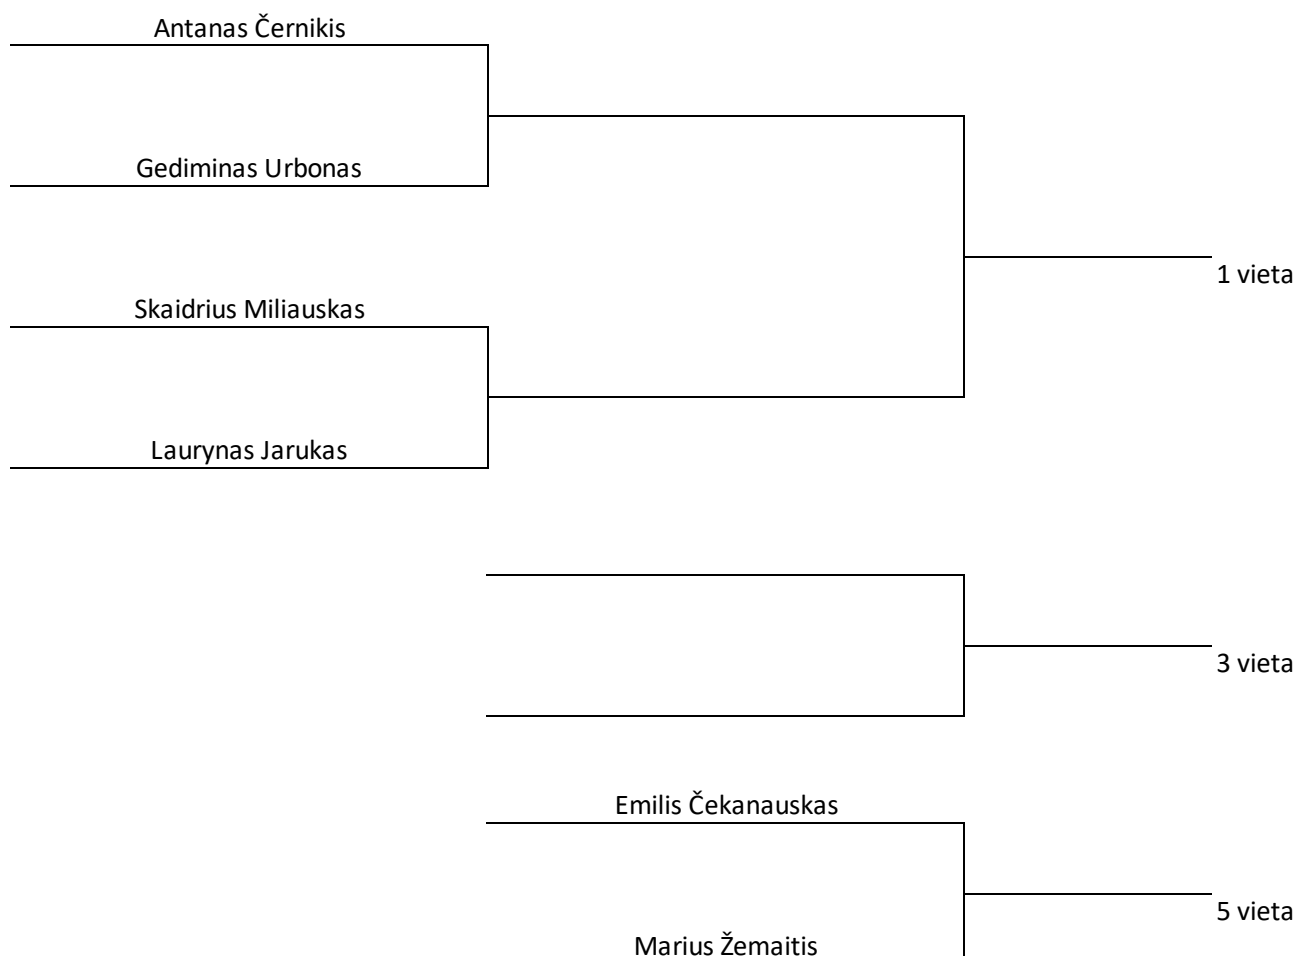 Antanas Černikis
Gediminas Urbonas
1 vieta
Skaidrius Miliauskas
Laurynas Jarukas
3 vieta
Emilis Čekanauskas
5 vieta
Marius Žemaitis